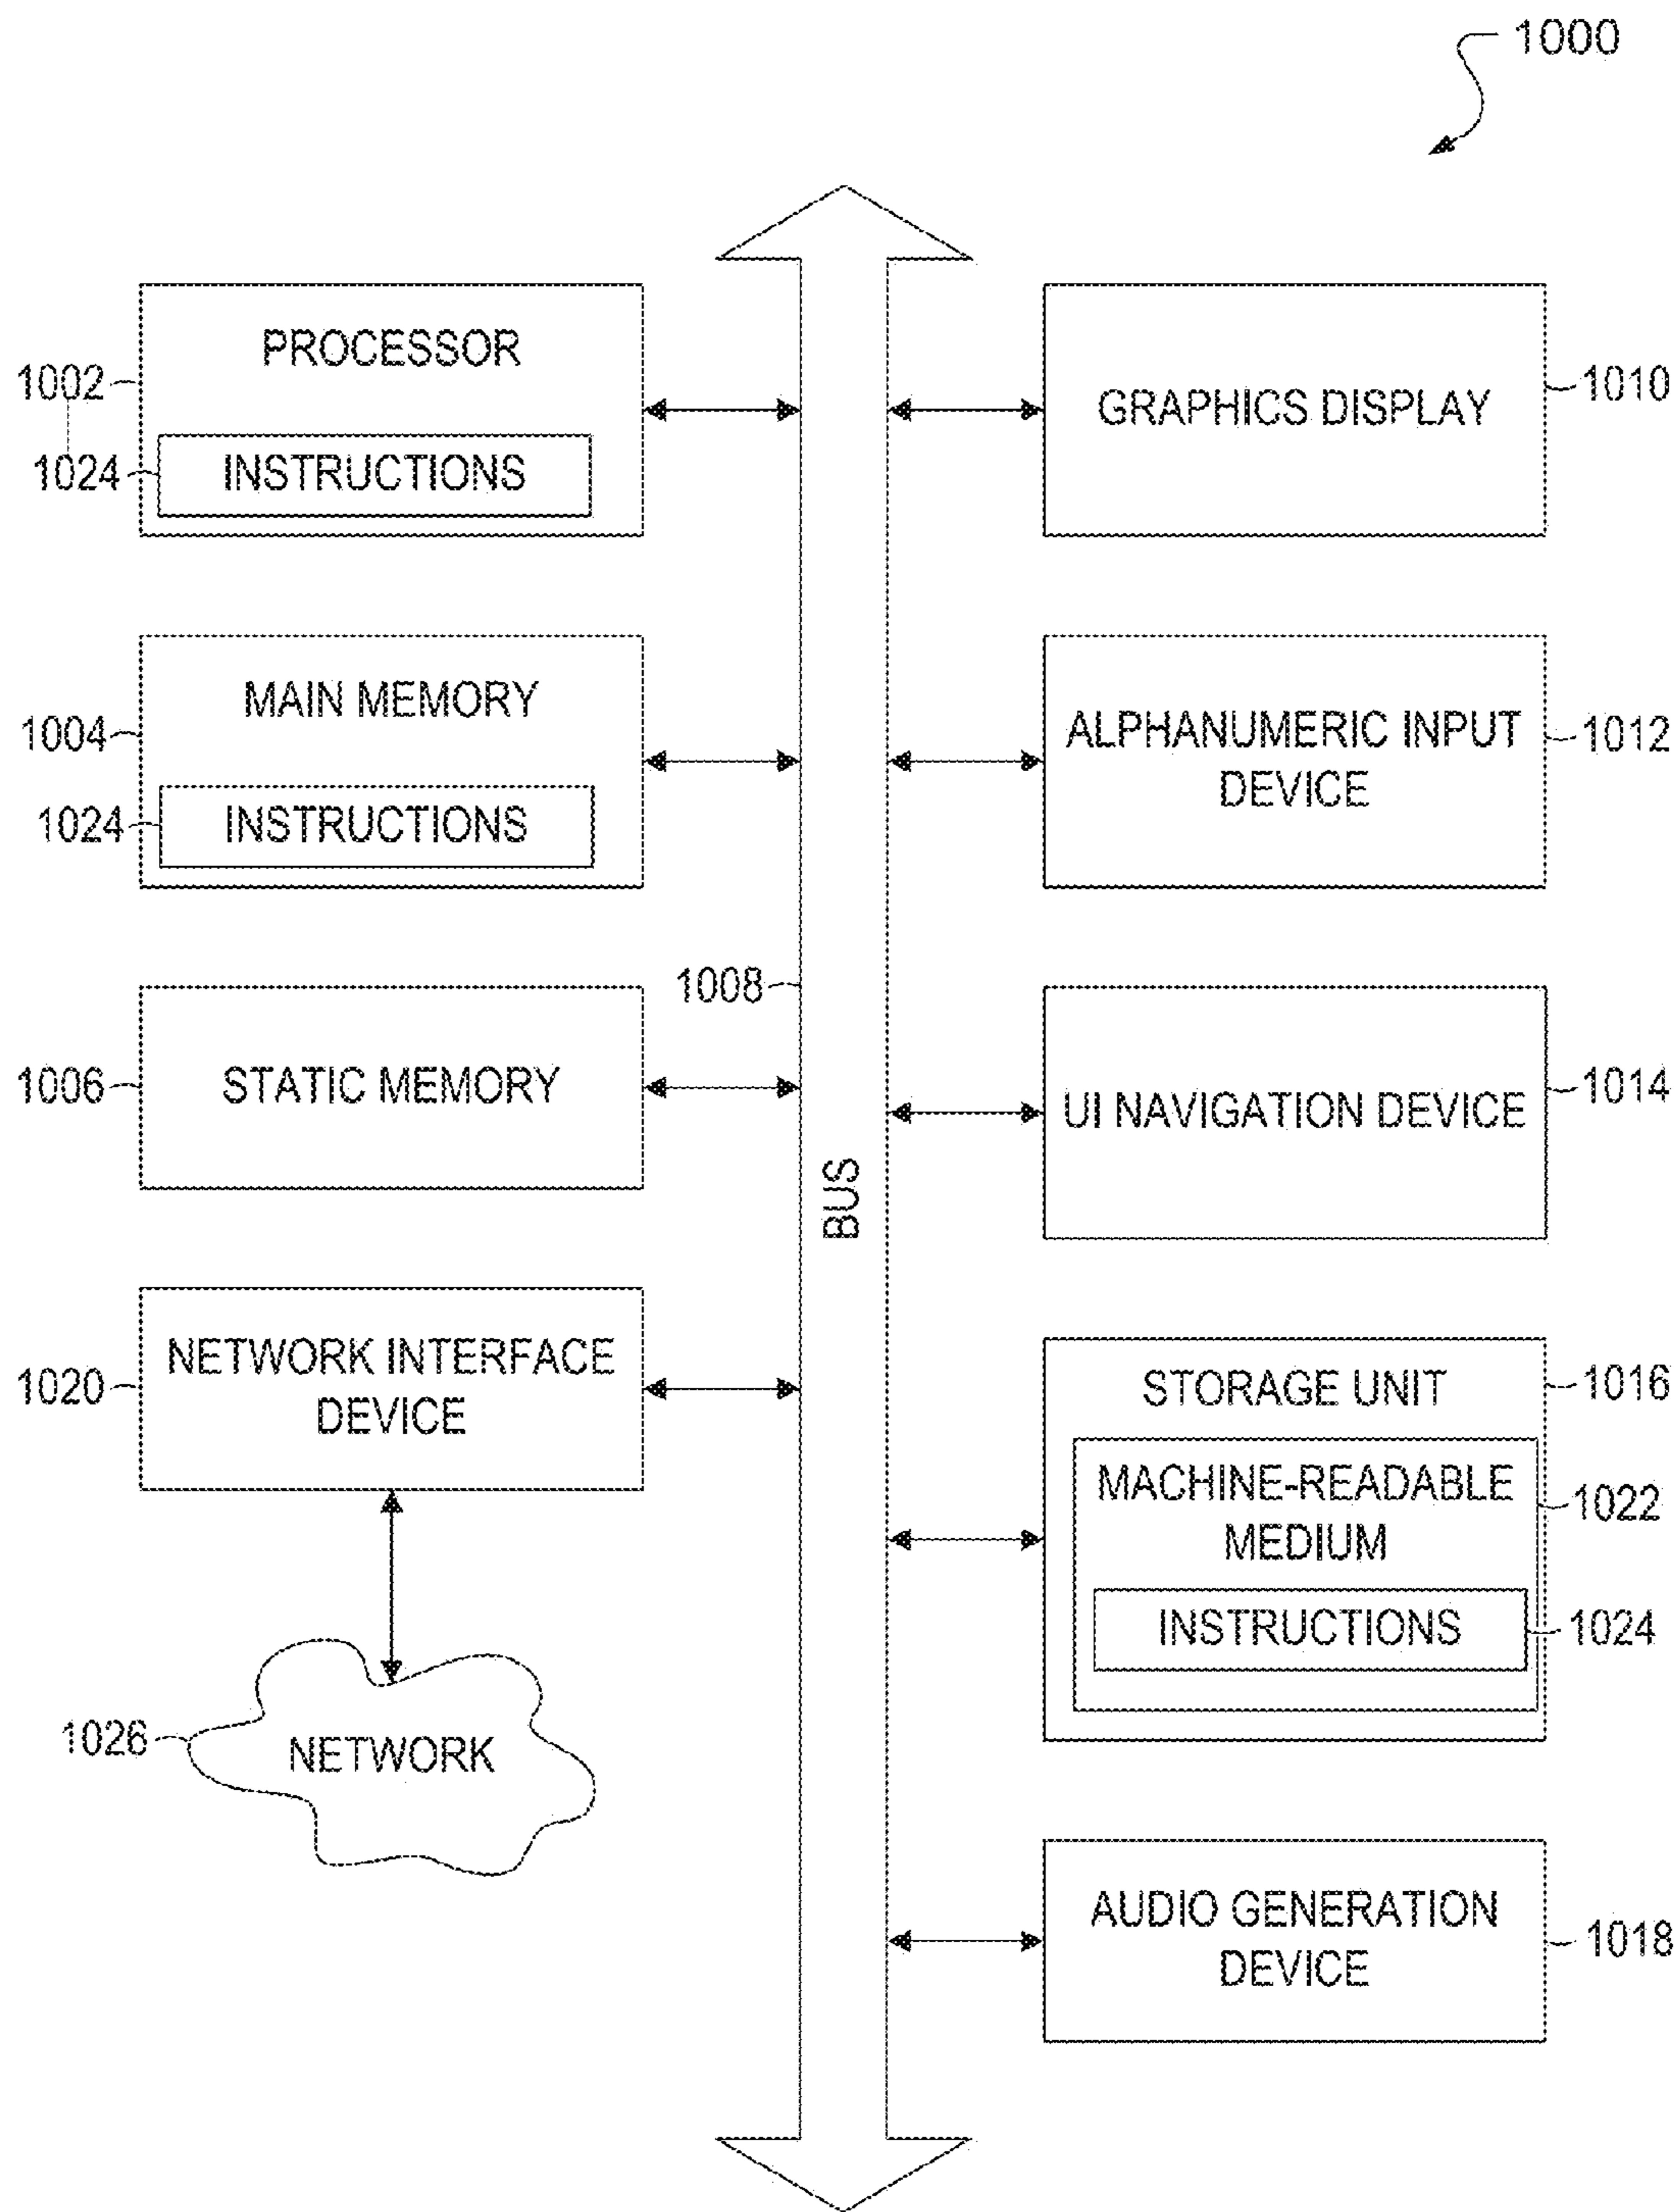 1000
PROCESSOR
1002
1024
INSTRUCTIONS
MAIN MEMORY
1004
1024
INSTRUCTIONS
1008
1006
STATIC MEMORY
BUS
NETWORK INTERFACE
DEVICE
1020
1026
NETWORK
GRAPHICS DISPLAY
1010
ALPHANUMERIC INPUT
DEVICE
1012
UI NAVIGATION DEVICE
1014
STORAGE UNIT
1016
MACHINE-READABLE
MEDIUM
1022
INSTRUCTIONS
1024
AUDIO GENERATION
DEVICE
1018